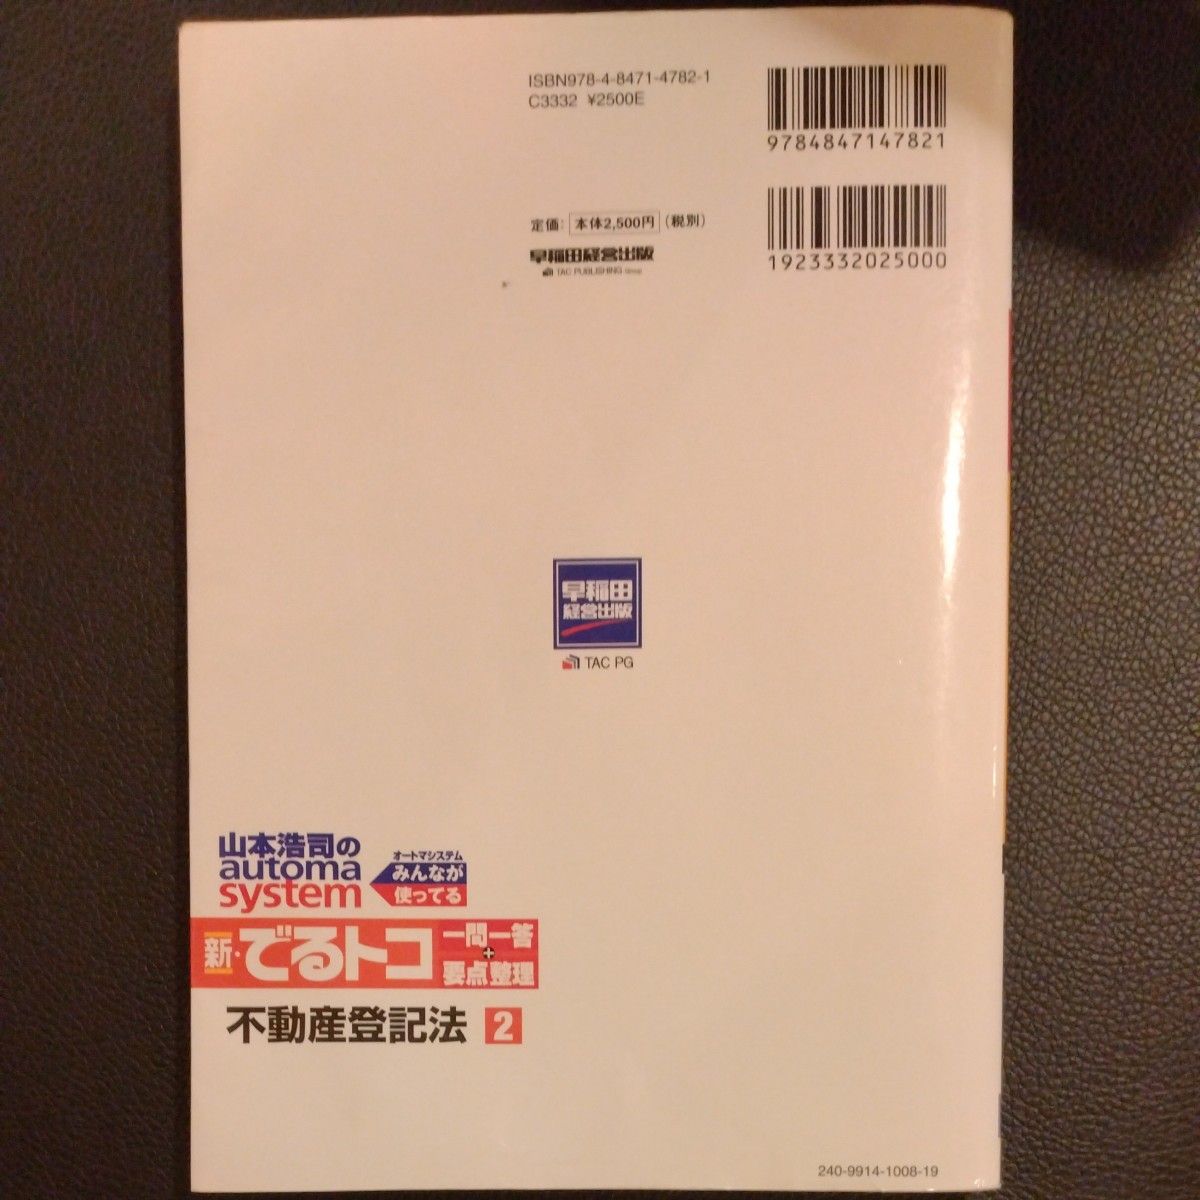 ISBN978-4-8471-4782-1
C3332 ¥2500E
9784847147821
定価： 本体2,500円 （税別）
早稲田経営出版
TAC PUBLISHING Group
1923332025000
早稲田
経営出版
TAC PG
山本浩司の
automa
system
オートマシステム
みんなが
使ってる
新・でるトコ
一問一答
+
要点整理
不動産登記法 2
240-9914-1008-19